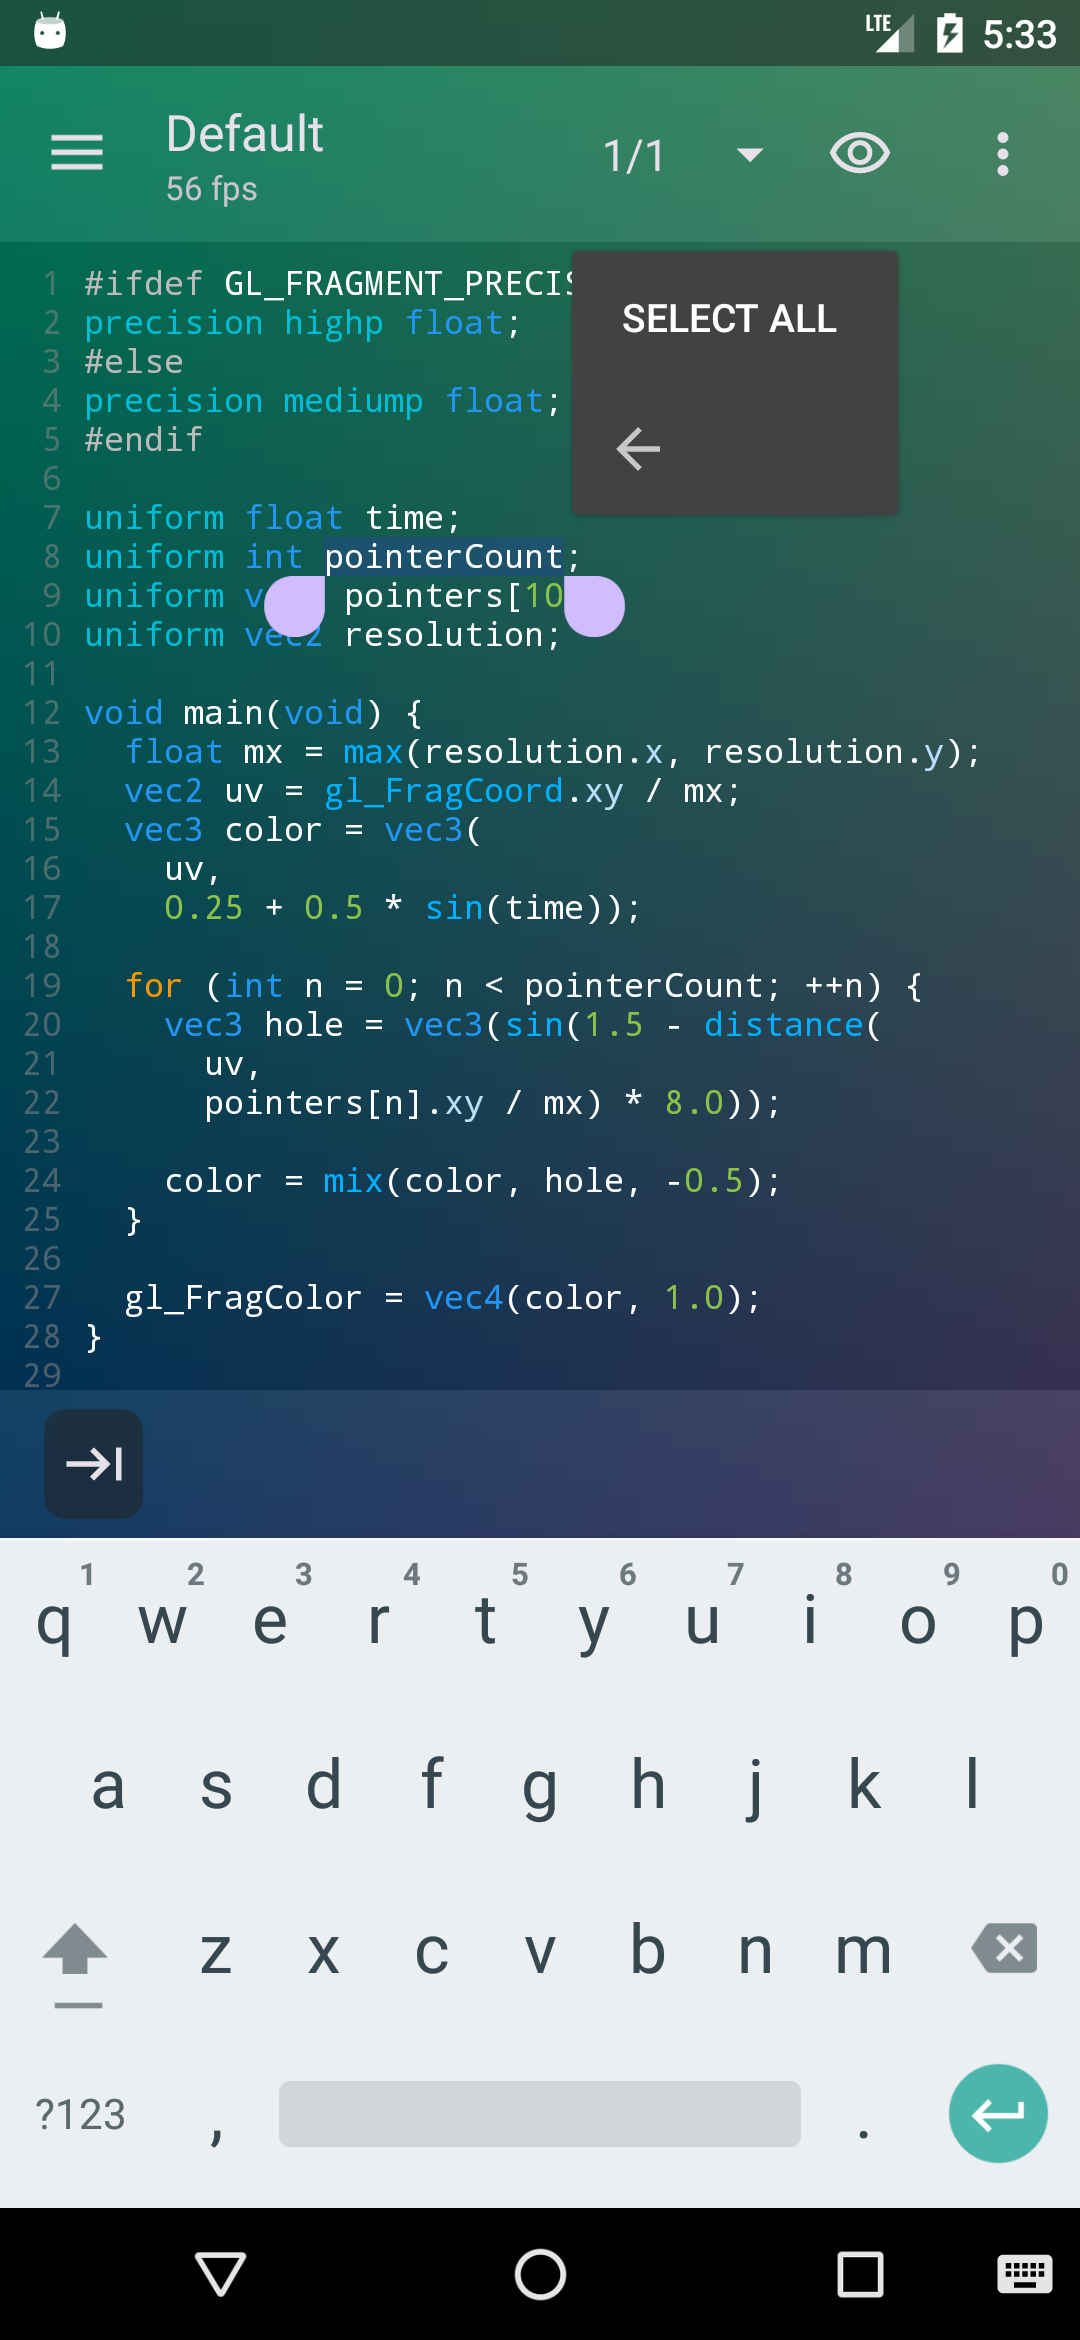 LTE 5:33
Default
56 fps
1/1
SELECT ALL
1 #ifdef GL_FRAGMENT_PRECIS
2 precision highp float;
3 #else
4 precision mediump float;
5 #endif
6
7 uniform float time;
8 uniform int pointerCount;
9 uniform v pointers[10
10 uniform vec2 resolution;
11
12 void main(void) {
13 float mx = max(resolution.x, resolution.y);
14 vec2 uv = gl_FragCoord.xy / mx;
15 vec3 color = vec3(
16 uv,
17 0.25 + 0.5 * sin(time));
18
19 for (int n = 0; n < pointerCount; ++n) {
20 vec3 hole = vec3(sin(1.5 - distance(
21 uv,
22 pointers[n].xy / mx) * 8.0));
23
24 color = mix(color, hole, -0.5);
25 }
26
27 gl_FragColor = vec4(color, 1.0);
28 }
29
1 2 3 4 5 6 7 8 9 0
q w e r t y u i o p
a s d f g h j k l
z x c v b n m
?123 , .